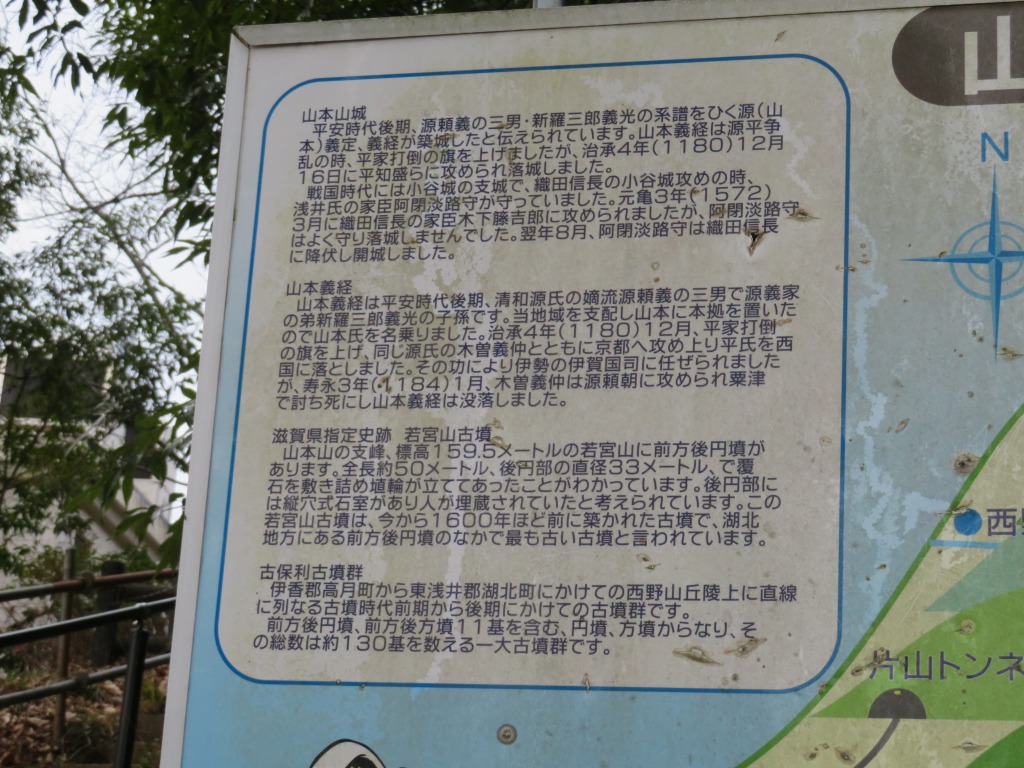 山本山城
平安時代後期、源頼義の三男・新羅三郎義光の系譜をひく源(山
本)義定、義経が築城したと伝えられています。山本義経は源平争
乱の時、平家打倒の旗を上げましたが、治承4年(1180)12月
16日に平知盛らに攻められ落城しました。
戦国時代には小谷城の支城で、織田信長の小谷城攻めの時、
浅井氏の家臣阿閉淡路守が守っていました。元亀3年(1572)
3月に織田信長の家臣木下藤吉郎に攻められましたが、阿閉淡路守
はよく守り落城しませんでした。翌年8月、阿閉淡路守は織田信長
に降伏し開城しました。
山本義経
山本義経は平安時代後期、清和源氏の嫡流源頼義の三男で源義家
の弟新羅三郎義光の子孫です。当地域を支配し山本に本拠を置いた
ので山本氏を名乗りました。治承4年(1180)12月、平家打倒
の旗を上げ、同じ源氏の木曽義仲とともに京都へ攻め上り平氏を西
国に落としました。その功により伊勢の伊賀国司に任ぜられました
が、寿永3年(1184)1月、木曽義仲は源頼朝に攻められ粟津
で討ち死にし山本義経は没落しました。
滋賀県指定史跡 若宮山古墳
山本山の支峰、標高159.5メートルの若宮山に前方後円墳が
あります。全長約50メートル、後円部の直径33メートル、で覆
石を敷き詰め埴輪が立ててあったことがわかっています。後円部に
は縦穴式石室があり人が埋蔵されていたと考えられています。この
若宮山古墳は、今から1600年ほど前に築かれた古墳で、湖北
地方にある前方後円墳のなかで最も古い古墳と言われています。
古保利古墳群
伊香郡高月町から東浅井郡湖北町にかけての西野山丘陵上に直線
に列なる古墳時代前期から後期にかけての古墳群です。
前方後円墳、前方後方墳11基を含む、円墳、方墳からなり、そ
の総数は約130基を数える一大古墳群です。
山
N
西
片山トンネ